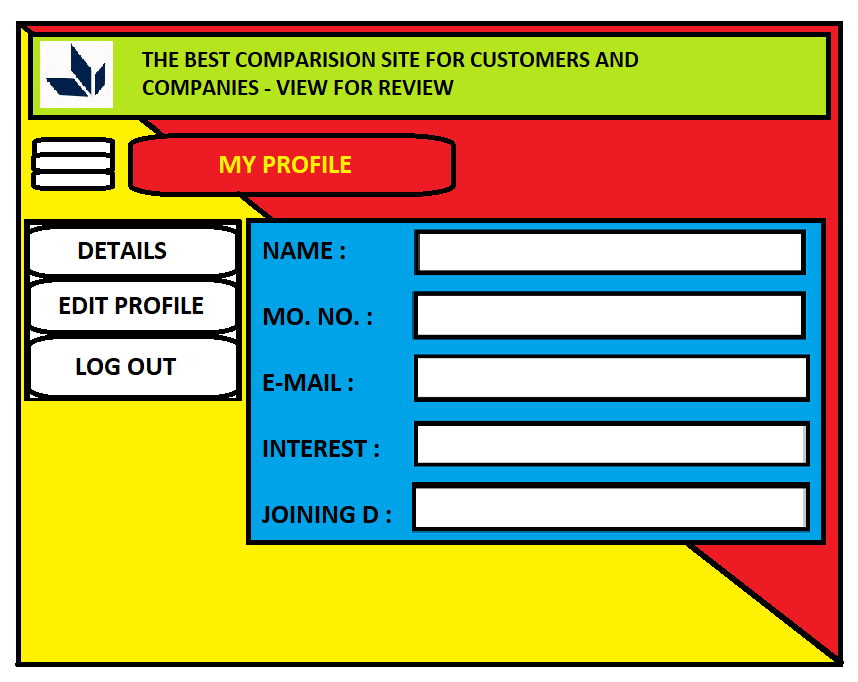 THE BEST COMPARISION SITE FOR CUSTOMERS AND
COMPANIES - VIEW FOR REVIEW
MY PROFILE
DETAILS
EDIT PROFILE
LOG OUT
NAME :
MO. NO. :
E-MAIL :
INTEREST :
JOINING D :